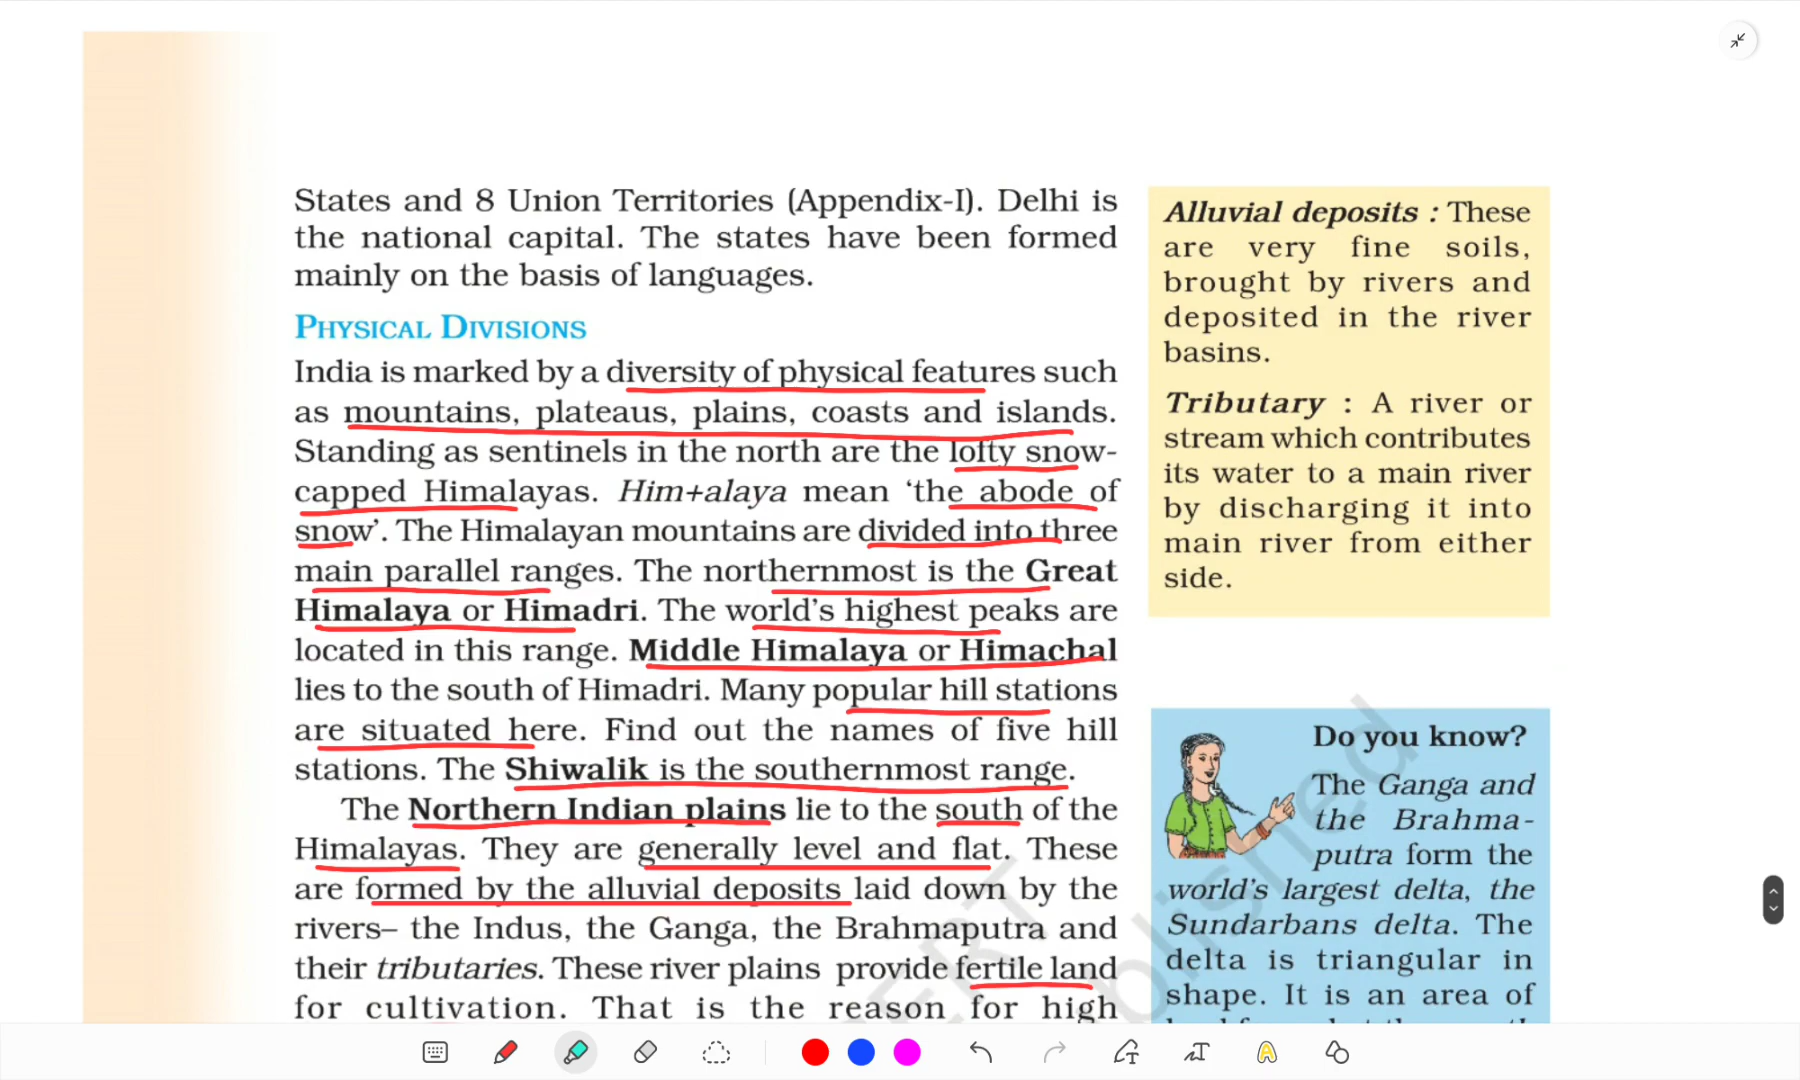 States and 8 Union Territories (Appendix-I). Delhi is
the national capital. The states have been formed
mainly on the basis of languages.
PHYSICAL DIVISIONS
India is marked by a diversity of physical features such
as mountains, plateaus, plains, coasts and islands.
Standing as sentinels in the north are the lofty snow-
capped Himalayas. Him+alaya mean ‘the abode of
snow’. The Himalayan mountains are divided into three
main parallel ranges. The northernmost is the Great
Himalaya or Himadri. The world’s highest peaks are
located in this range. Middle Himalaya or Himachal
lies to the south of Himadri. Many popular hill stations
are situated here. Find out the names of five hill
stations. The Shiwalik is the southernmost range.
The Northern Indian plains lie to the south of the
Himalayas. They are generally level and flat. These
are formed by the alluvial deposits laid down by the
rivers– the Indus, the Ganga, the Brahmaputra and
their tributaries. These river plains provide fertile land
for cultivation. That is the reason for high
Alluvial deposits : These
are very fine soils,
brought by rivers and
deposited in the river
basins.
Tributary : A river or
stream which contributes
its water to a main river
by discharging it into
main river from either
side.
Do you know?
The Ganga and
the Brahma-
putra form the
world’s largest delta, the
Sundarbans delta. The
delta is triangular in
shape. It is an area of